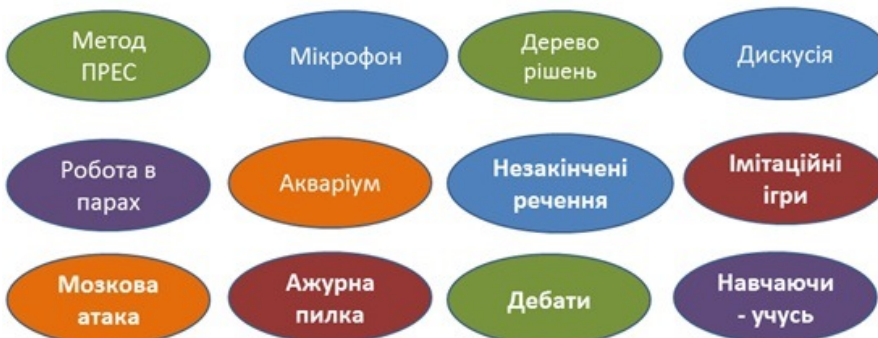 Метод
ПРЕС
Мікрофон
Дерево
рішень
Дискусія
Робота в
парах
Акваріум
Незакінчені
речення
Імітаційні
ігри
Мозкова
атака
Ажурна
пилка
Дебати
Навчаючи
- учусь